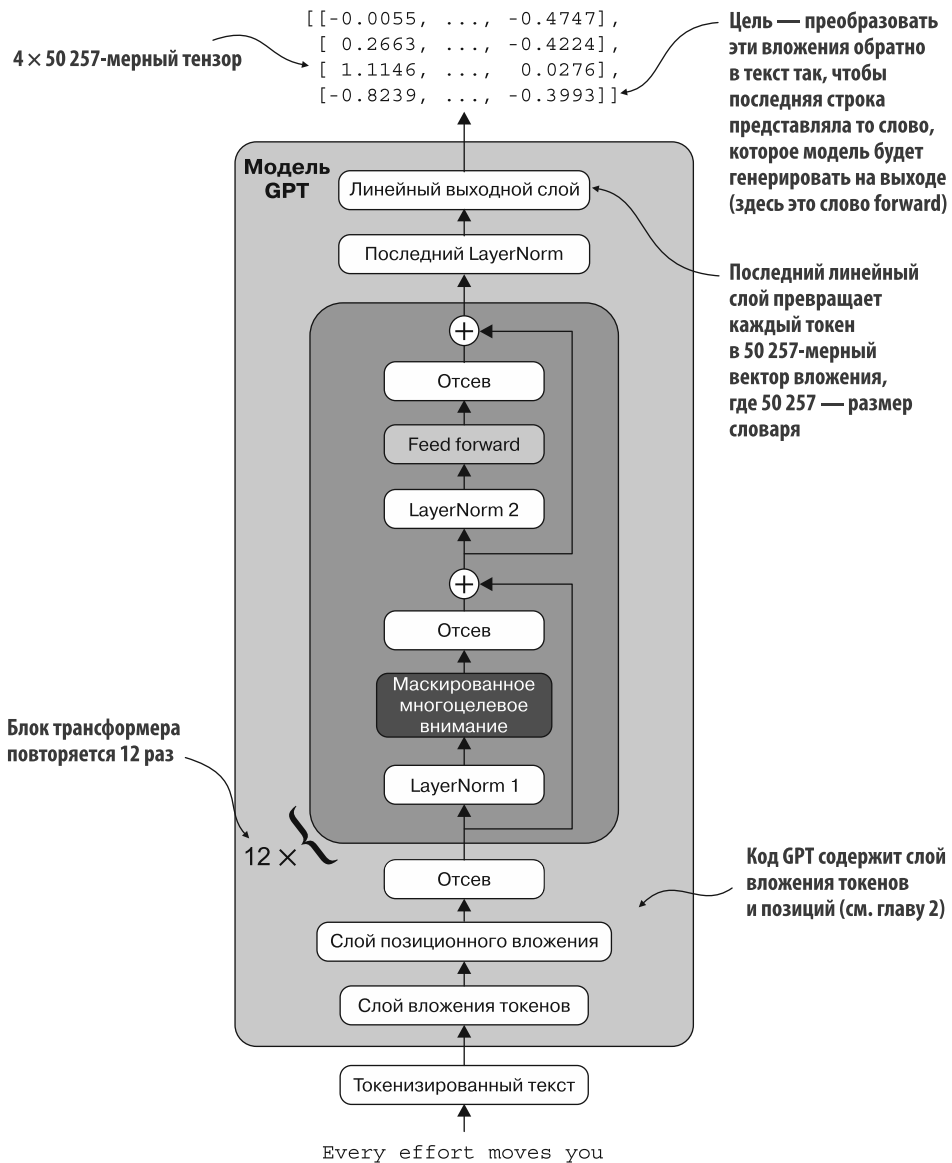 [[-0.0055, ..., -0.4747],
[ 0.2663, ..., -0.4224],
[ 1.1146, ..., 0.0276],
[-0.8239, ..., -0.3993]]
4 × 50 257-мерный тензор
Цель — преобразовать
эти вложения обратно
в текст так, чтобы
последняя строка
представляла то слово,
которое модель будет
генерировать на выходе
(здесь это слово forward)
Модель
GPT
Линейный выходной слой
Последний LayerNorm
Последний линейный
слой превращает
каждый токен
в 50 257-мерный
вектор вложения,
где 50 257 — размер
словаря
+
Отсев
Feed forward
LayerNorm 2
+
Отсев
Маскированное
многоцелевое
внимание
LayerNorm 1
Блок трансформера
повторяется 12 раз
12 × {
Отсев
Код GPT содержит слой
вложения токенов
и позиций (см. главу 2)
Слой позиционного вложения
Слой вложения токенов
Токенизированный текст
Every effort moves you